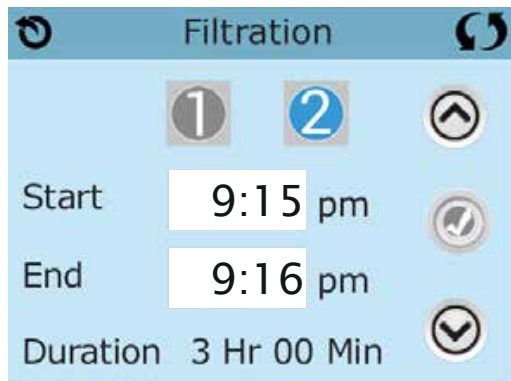 Filtration
1 2
Start 9:15 pm
End 9:16 pm
Duration 3 Hr 00 Min